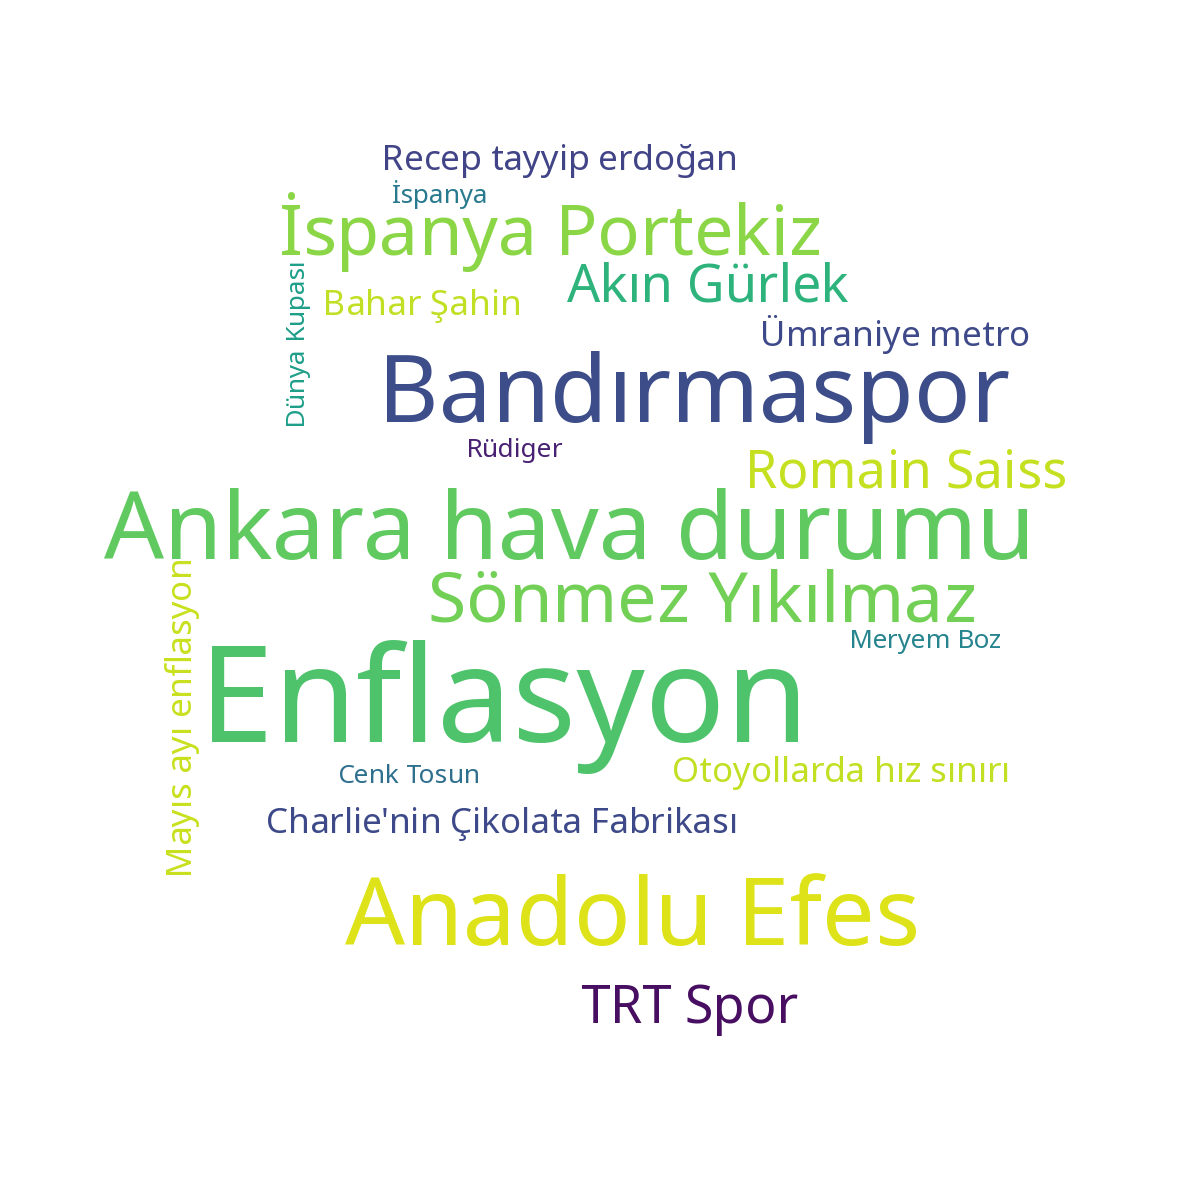 Recep tayyip erdoğan
İspanya
İspanya Portekiz
Akın Gürlek
Dünya Kupası
Bahar Şahin
Ümraniye metro
Bandırmaspor
Rüdiger
Romain Saiss
Ankara hava durumu
Mayıs ayı enflasyon
Sönmez Yıkılmaz
Meryem Boz
Enflasyon
Cenk Tosun
Otoyollarda hız sınırı
Charlie'nin Çikolata Fabrikası
Anadolu Efes
TRT Spor